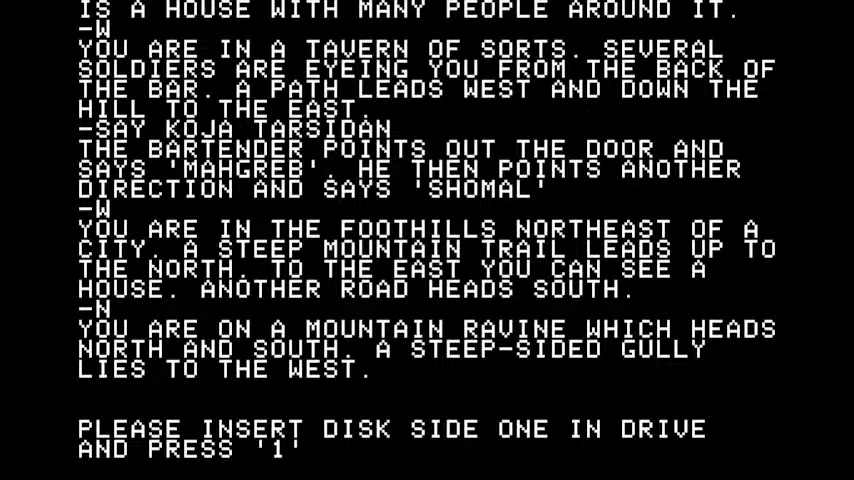 IS A HOUSE WITH MANY PEOPLE AROUND IT.
-W
YOU ARE IN A TAVERN OF SORTS. SEVERAL
SOLDIERS ARE EYEING YOU FROM THE BACK OF
THE BAR. A PATH LEADS WEST AND DOWN THE
HILL TO THE EAST.
-SAY KOJA TARSIDAN
THE BARTENDER POINTS OUT THE DOOR AND
SAYS 'MAHGREB'. HE THEN POINTS ANOTHER
DIRECTION AND SAYS 'SHOMAL'
-W
YOU ARE IN THE FOOTHILLS NORTHEAST OF A
CITY. A STEEP MOUNTAIN TRAIL LEADS UP TO
THE NORTH. TO THE EAST YOU CAN SEE A
HOUSE. ANOTHER ROAD HEADS SOUTH.
-N
YOU ARE ON A MOUNTAIN RAVINE WHICH HEADS
NORTH AND SOUTH. A STEEP-SIDED GULLY
LIES TO THE WEST.
PLEASE INSERT DISK SIDE ONE IN DRIVE
AND PRESS '1'